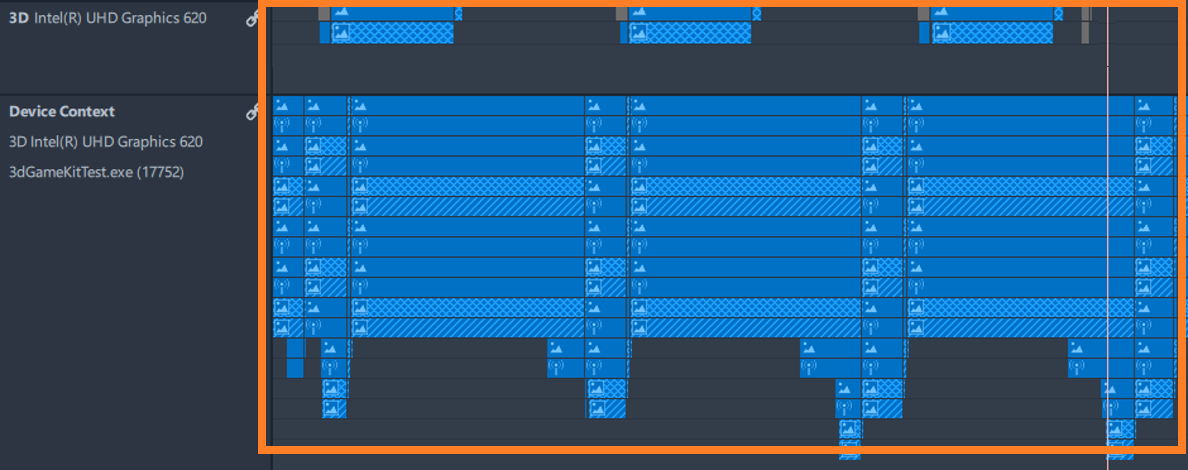 3D Intel(R) UHD Graphics 620
Device Context
3D Intel(R) UHD Graphics 620
3dGameKitTest.exe (17752)